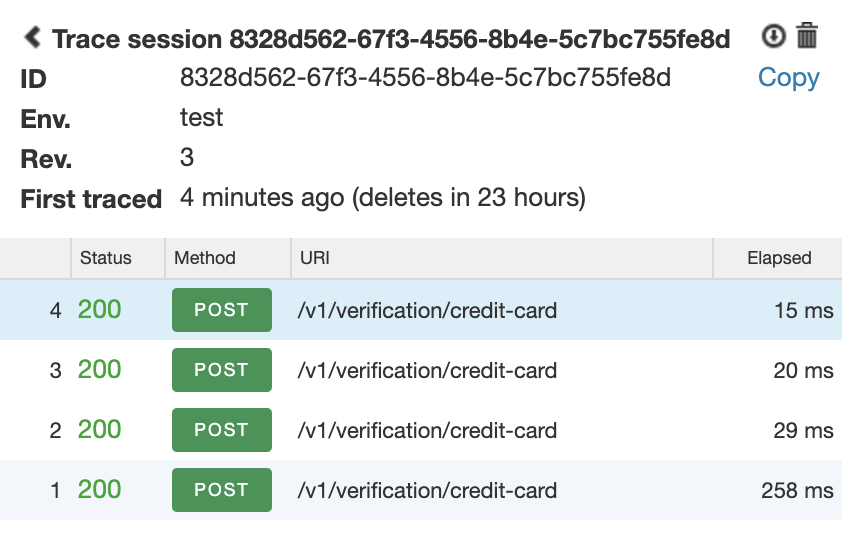 Trace session 8328d562-67f3-4556-8b4e-5c7bc755fe8d
ID 8328d562-67f3-4556-8b4e-5c7bc755fe8d Copy
Env. test
Rev. 3
First traced 4 minutes ago (deletes in 23 hours)
Status Method URI Elapsed
4 200 POST /v1/verification/credit-card 15 ms
3 200 POST /v1/verification/credit-card 20 ms
2 200 POST /v1/verification/credit-card 29 ms
1 200 POST /v1/verification/credit-card 258 ms